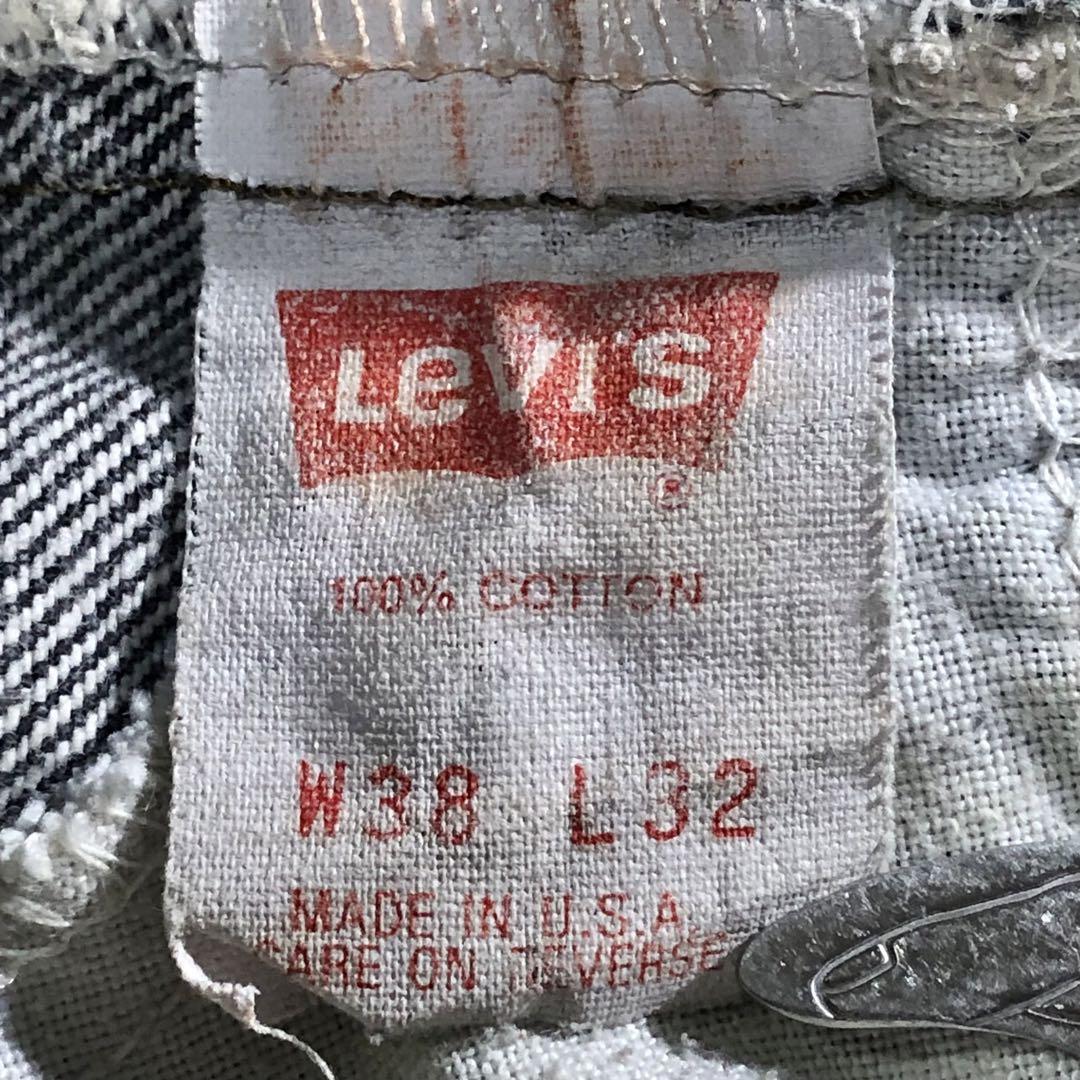 LEVI'S
®
100% COTTON
W38 L32
MADE IN U.S.A.
CARE ON REVERSE